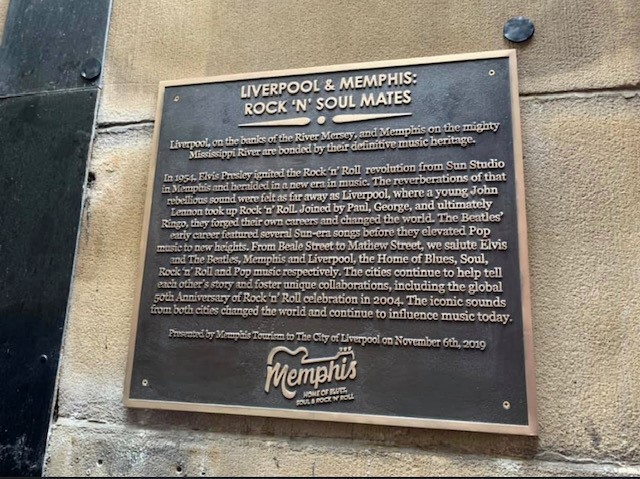 LIVERPOOL & MEMPHIS:
ROCK 'N' SOUL MATES
Liverpool, on the banks of the River Mersey, and Memphis on the mighty
Mississippi River are bonded by their definitive music heritage.
In 1954, Elvis Presley ignited the Rock 'n' Roll revolution from Sun Studio
in Memphis and heralded in a new era in music. The reverberations of that
rebellious sound were felt as far away as Liverpool, where a young John
Lennon took up Rock 'n' Roll. Joined by Paul, George, and ultimately
Ringo, they forged their own careers and changed the world. The Beatles'
early career featured several Sun-era songs before they elevated Pop
music to new heights. From Beale Street to Mathew Street, we salute Elvis
and The Beatles, Memphis and Liverpool, the Home of Blues, Soul,
Rock 'n' Roll and Pop music respectively. The cities continue to help tell
each other's story and foster unique collaborations, including the global
50th Anniversary of Rock 'n' Roll celebration in 2004. The iconic sounds
from both cities changed the world and continue to influence music today.
Presented by Memphis Tourism to The City of Liverpool on November 6th, 2019
Memphis
HOME OF BLUES,
SOUL & ROCK 'N' ROLL